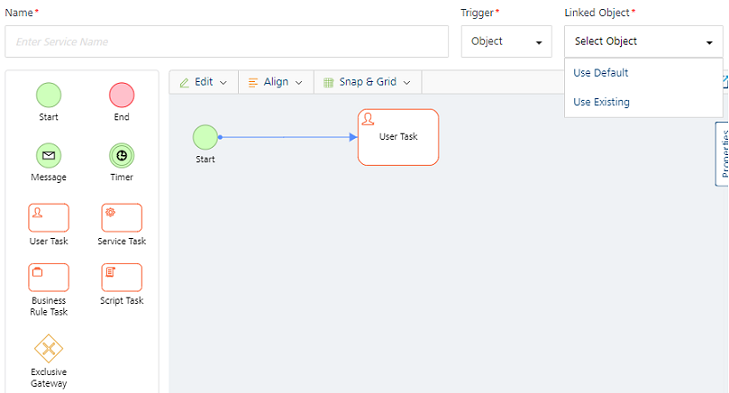 Name*
Trigger*
Linked Object*
Enter Service Name
Object
Select Object
Use Default
Use Existing
Edit
Align
Snap & Grid
Start
End
Message
Timer
User Task
Service Task
Business
Rule Task
Script Task
Exclusive
Gateway
Start
User Task
Properties